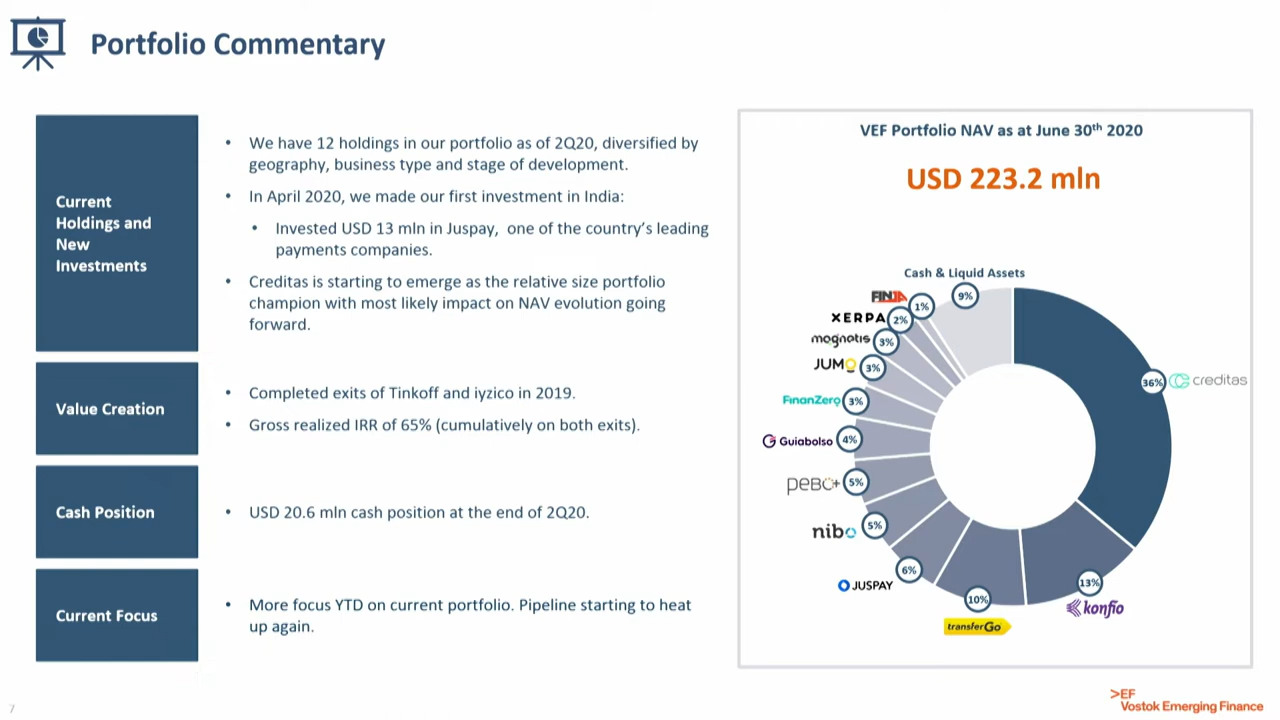 Portfolio Commentary
Current
Holdings and
New
Investments
• We have 12 holdings in our portfolio as of 2Q20, diversified by
geography, business type and stage of development.
• In April 2020, we made our first investment in India:
• Invested USD 13 mln in Juspay, one of the country's leading
payments companies.
• Creditas is starting to emerge as the relative size portfolio
champion with most likely impact on NAV evolution going
forward.
Value Creation
• Completed exits of Tinkoff and iyzico in 2019.
• Gross realized IRR of 65% (cumulatively on both exits).
Cash Position
• USD 20.6 mln cash position at the end of 2Q20.
Current Focus
• More focus YTD on current portfolio. Pipeline starting to heat
up again.
VEF Portfolio NAV as at June 30th 2020
USD 223.2 mln
Cash & Liquid Assets
9%
FINJA 1%
XERPA 2%
magnetis 3%
JUMO 3%
FinanZero 3%
Guiabolso 4%
РЕВО+ 5%
nibo 5%
JUSPAY 6%
transferGo 10%
konfio 13%
36% creditas
7
>EF
Vostok Emerging Finance